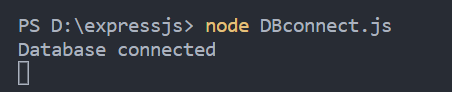 PS D:\expressjs> node DBconnect.js
Database connected